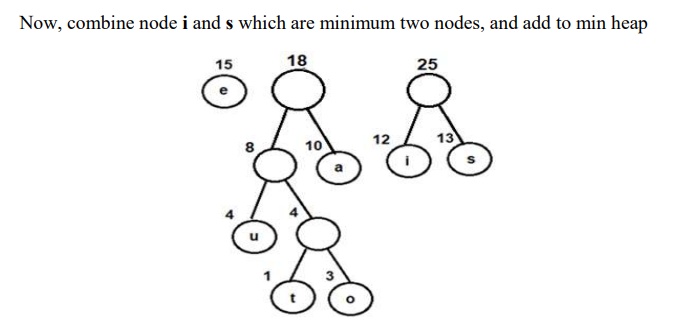 Now, combine node i and s which are minimum two nodes, and add to min heap
15 18 25
e
8 10 12 13
a i s
4 4
u
1 3
t o